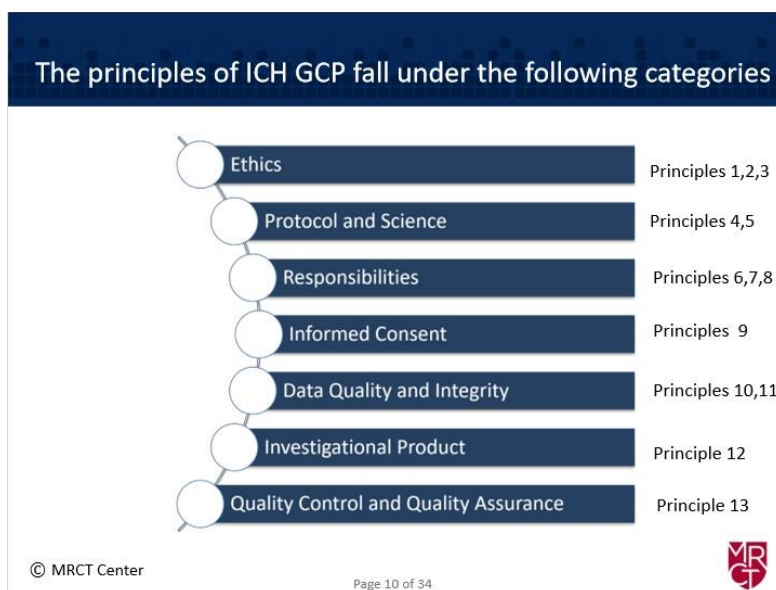 The principles of ICH GCP fall under the following categories
Ethics Principles 1,2,3
Protocol and Science Principles 4,5
Responsibilities Principles 6,7,8
Informed Consent Principles 9
Data Quality and Integrity Principles 10,11
Investigational Product Principle 12
Quality Control and Quality Assurance Principle 13
© MRCT Center
Page 10 of 34
MR
CT